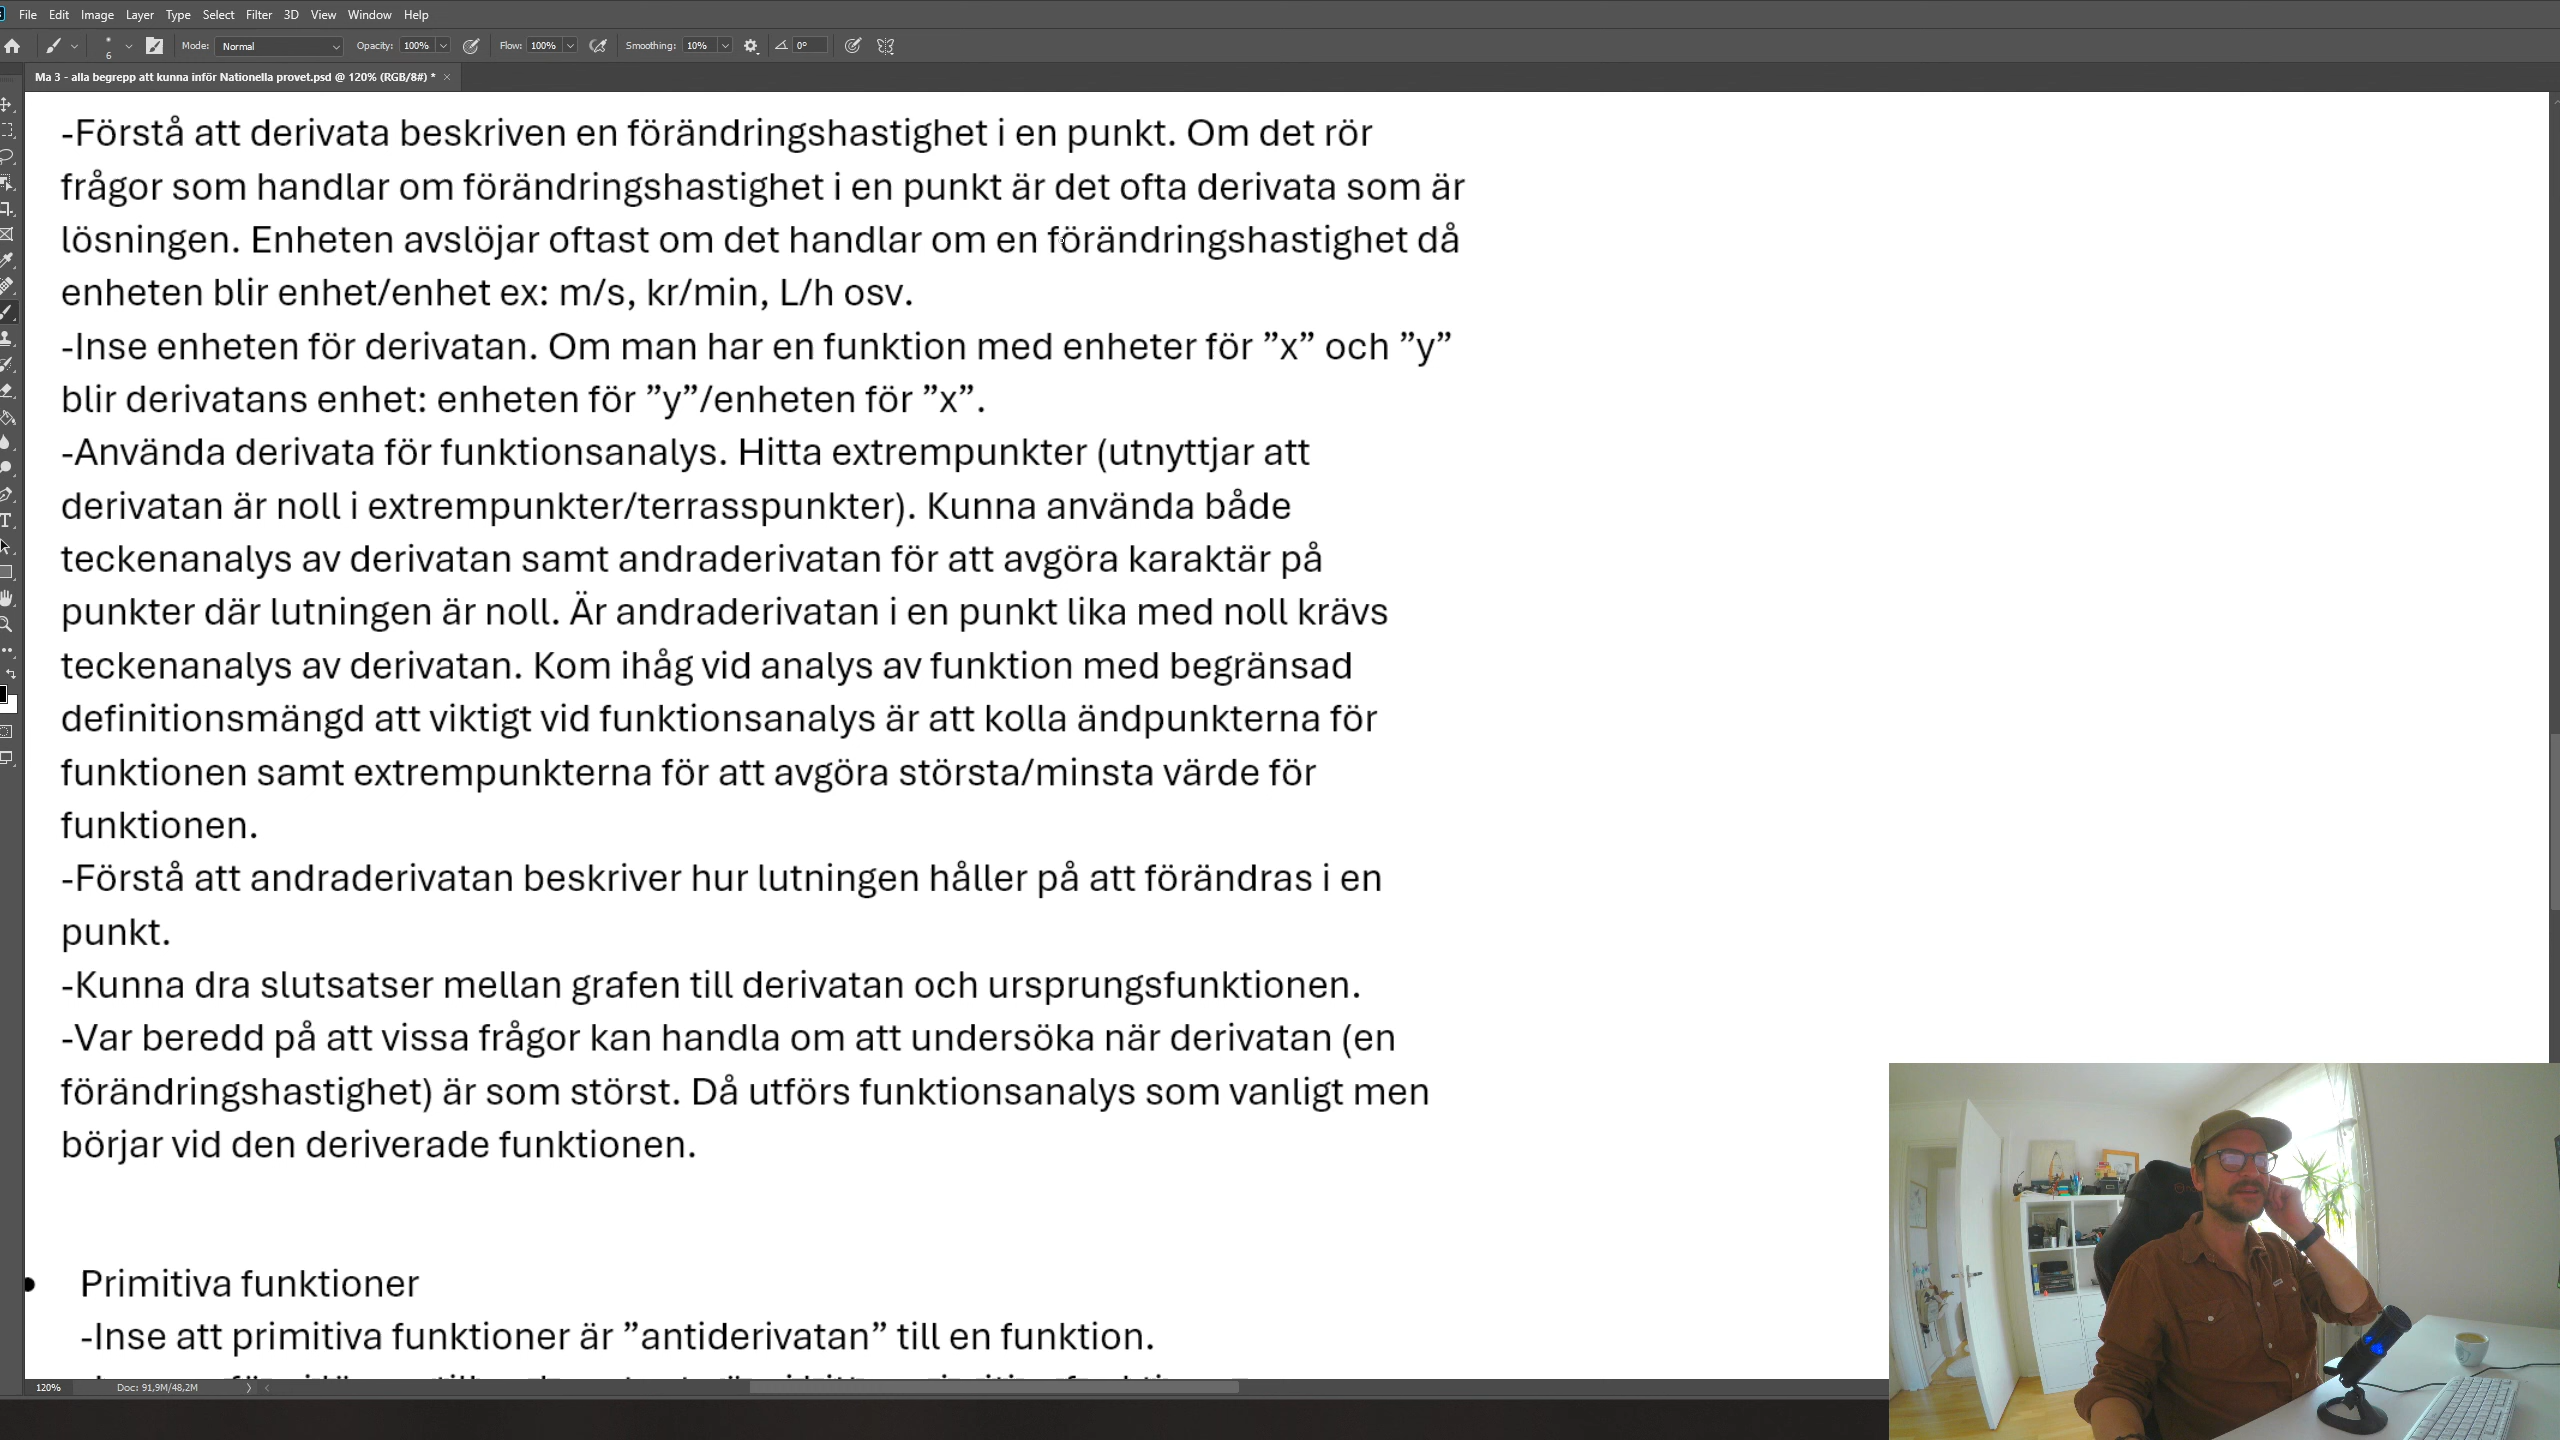 File Edit Image Layer Type Select Filter 3D View Window Help
6 Mode: Normal Opacity: 100% Flow: 100% Smoothing: 10% 0°
Ma 3 - alla begrepp att kunna inför Nationella provet.psd @ 120% (RGB/8#) *
-Förstå att derivata beskriven en förändringshastighet i en punkt. Om det rör
frågor som handlar om förändringshastighet i en punkt är det ofta derivata som är
lösningen. Enheten avslöjar oftast om det handlar om en förändringshastighet då
enheten blir enhet/enhet ex: m/s, kr/min, L/h osv.
-Inse enheten för derivatan. Om man har en funktion med enheter för ”x” och ”y”
blir derivatans enhet: enheten för ”y”/enheten för ”x”.
-Använda derivata för funktionsanalys. Hitta extrempunkter (utnyttjar att
derivatan är noll i extrempunkter/terrasspunkter). Kunna använda både
teckenanalys av derivatan samt andraderivatan för att avgöra karaktär på
punkter där lutningen är noll. Är andraderivatan i en punkt lika med noll krävs
teckenanalys av derivatan. Kom ihåg vid analys av funktion med begränsad
definitionsmängd att viktigt vid funktionsanalys är att kolla ändpunkterna för
funktionen samt extrempunkterna för att avgöra största/minsta värde för
funktionen.
-Förstå att andraderivatan beskriver hur lutningen håller på att förändras i en
punkt.
-Kunna dra slutsatser mellan grafen till derivatan och ursprungsfunktionen.
-Var beredd på att vissa frågor kan handla om att undersöka när derivatan (en
förändringshastighet) är som störst. Då utförs funktionsanalys som vanligt men
börjar vid den deriverade funktionen.
• Primitiva funktioner
-Inse att primitiva funktioner är ”antiderivatan” till en funktion.
120% Doc: 91,9M/48,2M